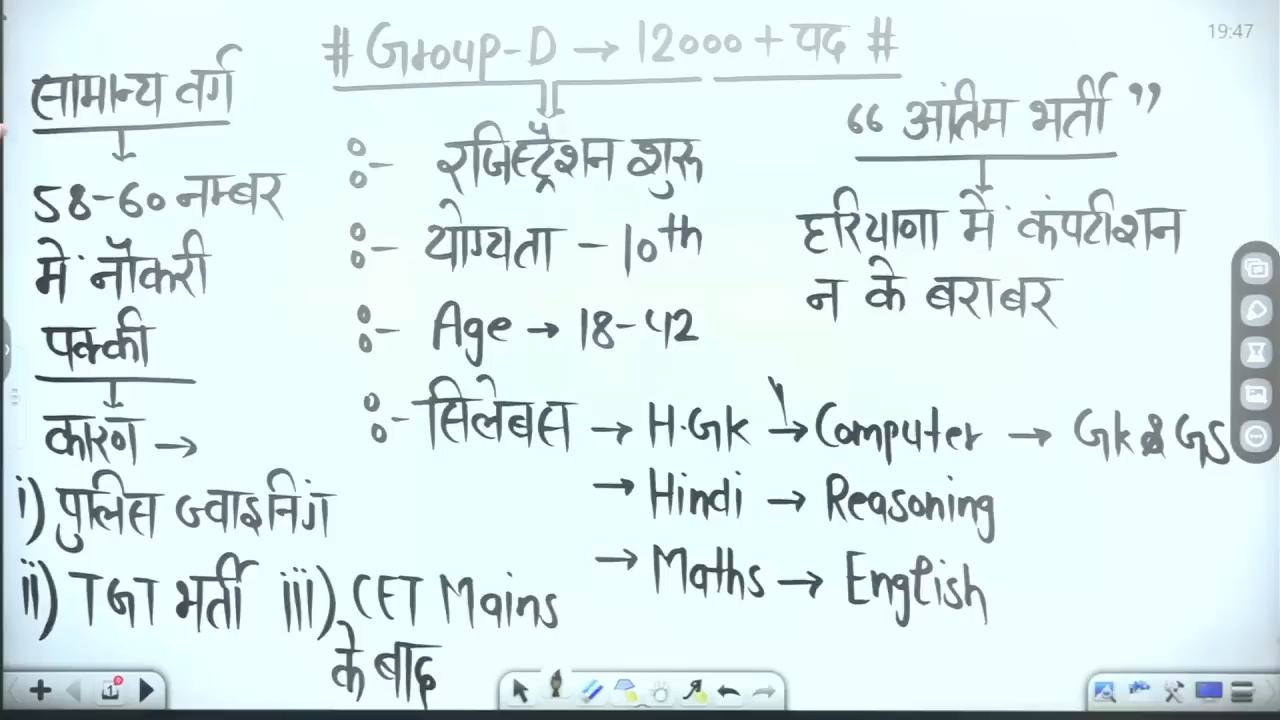 19:47
# Group-D → 12000 + पद #
सामान्य वर्ग
58-60 नम्बर
में नौकरी
पक्की
कारण →
i) पुलिस ज्वाइनिंग
ii) TGT भर्ती iii) CET Mains
के बाद
:- रजिस्ट्रैशन शुरू
:- योग्यता - 10th
:- Age → 18-42
:- सिलेबस → H.Gk → Computer → Gk & GS
→ Hindi → Reasoning
→ Maths → English
“ अंतिम भर्ती ”
हरियाणा में कंपटीशन
न के बराबर
1